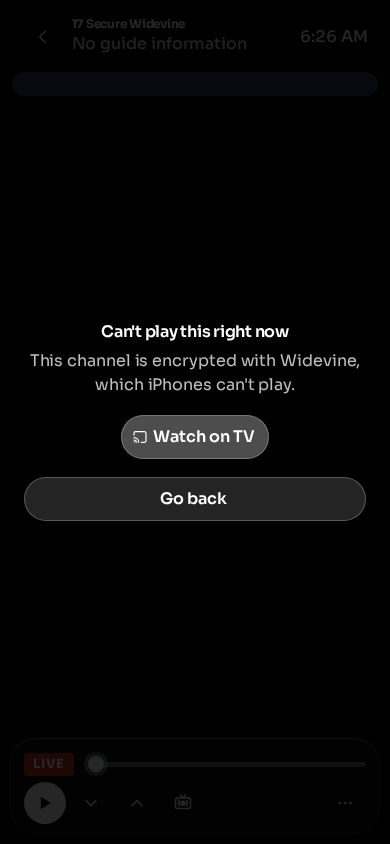 17 Secure Widevine
No guide information
6:26 AM
Can't play this right now
This channel is encrypted with Widevine,
which iPhones can't play.
Watch on TV
Go back
LIVE